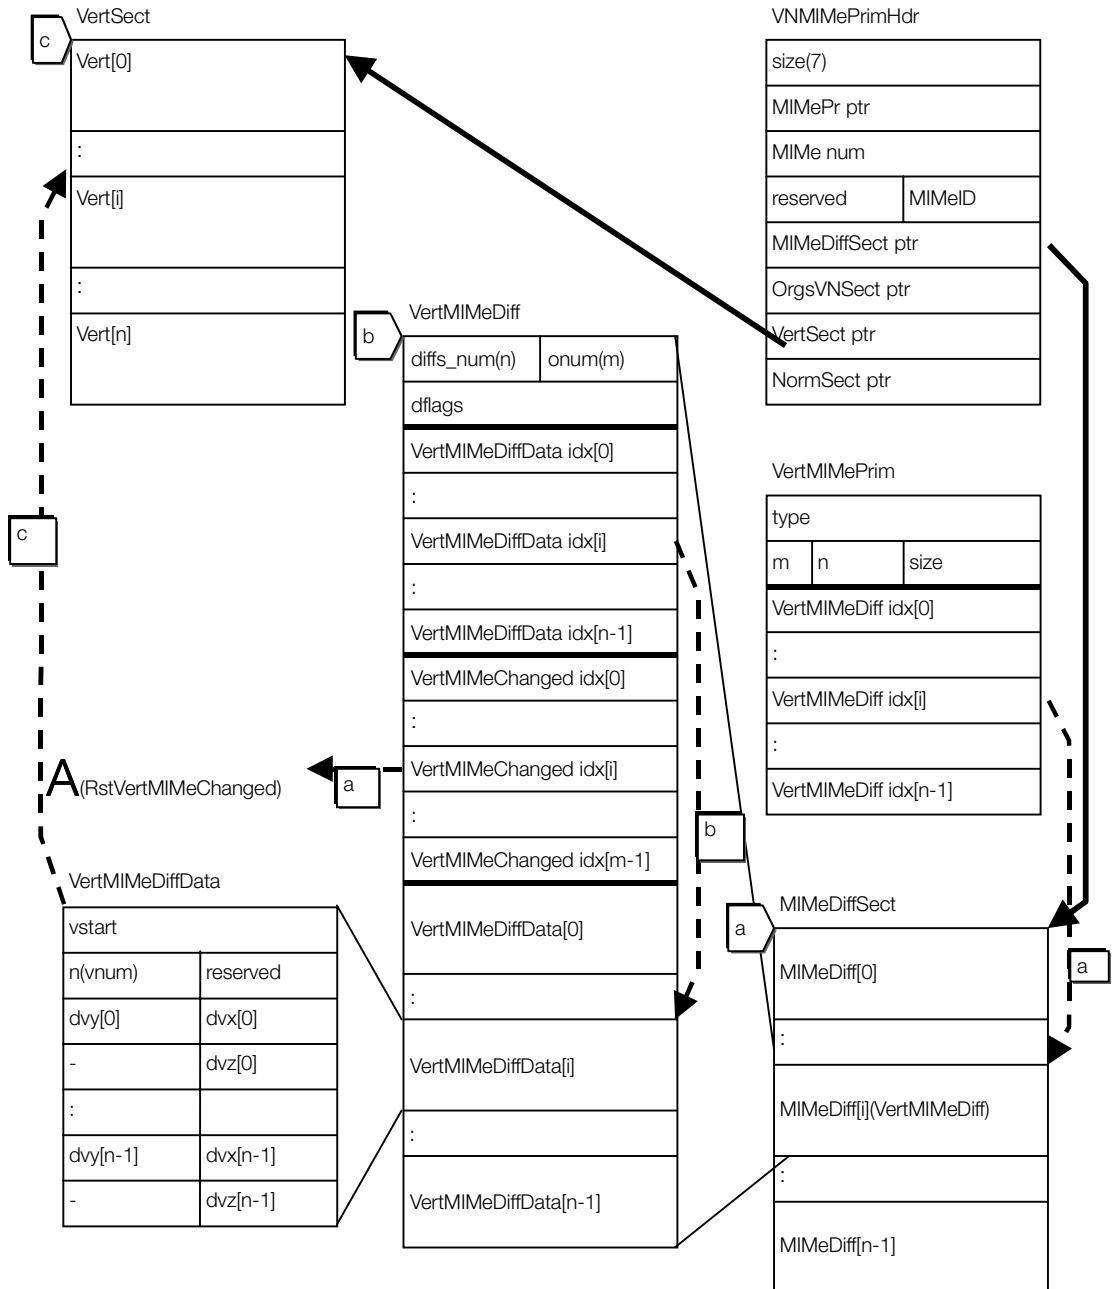 VertSect
c
Vert[0]
:
Vert[i]
:
Vert[n]
VNMIMePrimHdr
size(7)
MIMePr ptr
MIMe num
reserved MIMeID
MIMeDiffSect ptr
OrgsVNSect ptr
VertSect ptr
NormSect ptr
VertMIMeDiff
b
diffs_num(n) onum(m)
dflags
VertMIMeDiffData idx[0]
:
VertMIMeDiffData idx[i]
:
VertMIMeDiffData idx[n-1]
VertMIMeChanged idx[0]
:
VertMIMeChanged idx[i]
:
VertMIMeChanged idx[m-1]
VertMIMeDiffData[0]
:
VertMIMeDiffData[i]
:
VertMIMeDiffData[n-1]
VertMIMePrim
type
m n size
VertMIMeDiff idx[0]
:
VertMIMeDiff idx[i]
:
VertMIMeDiff idx[n-1]
c
A(RstVertMIMeChanged)
a
b
VertMIMeDiffData
vstart
n(vnum) reserved
dvy[0] dvx[0]
- dvz[0]
:
dvy[n-1] dvx[n-1]
- dvz[n-1]
MIMeDiffSect
a
MIMeDiff[0]
:
MIMeDiff[i](VertMIMeDiff)
:
MIMeDiff[n-1]
a